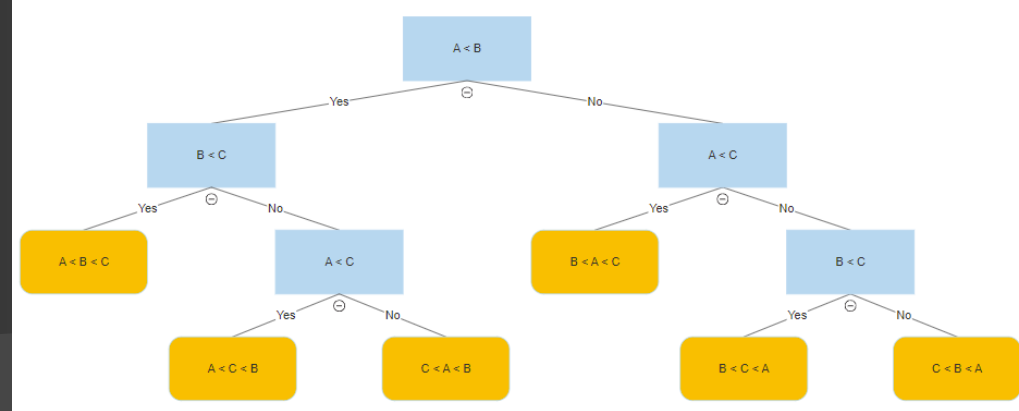 A < B
Yes
No
B < C
A < C
Yes
No
Yes
No
A < B < C
A < C
B < A < C
B < C
Yes
No
Yes
No
A < C < B
C < A < B
B < C < A
C < B < A